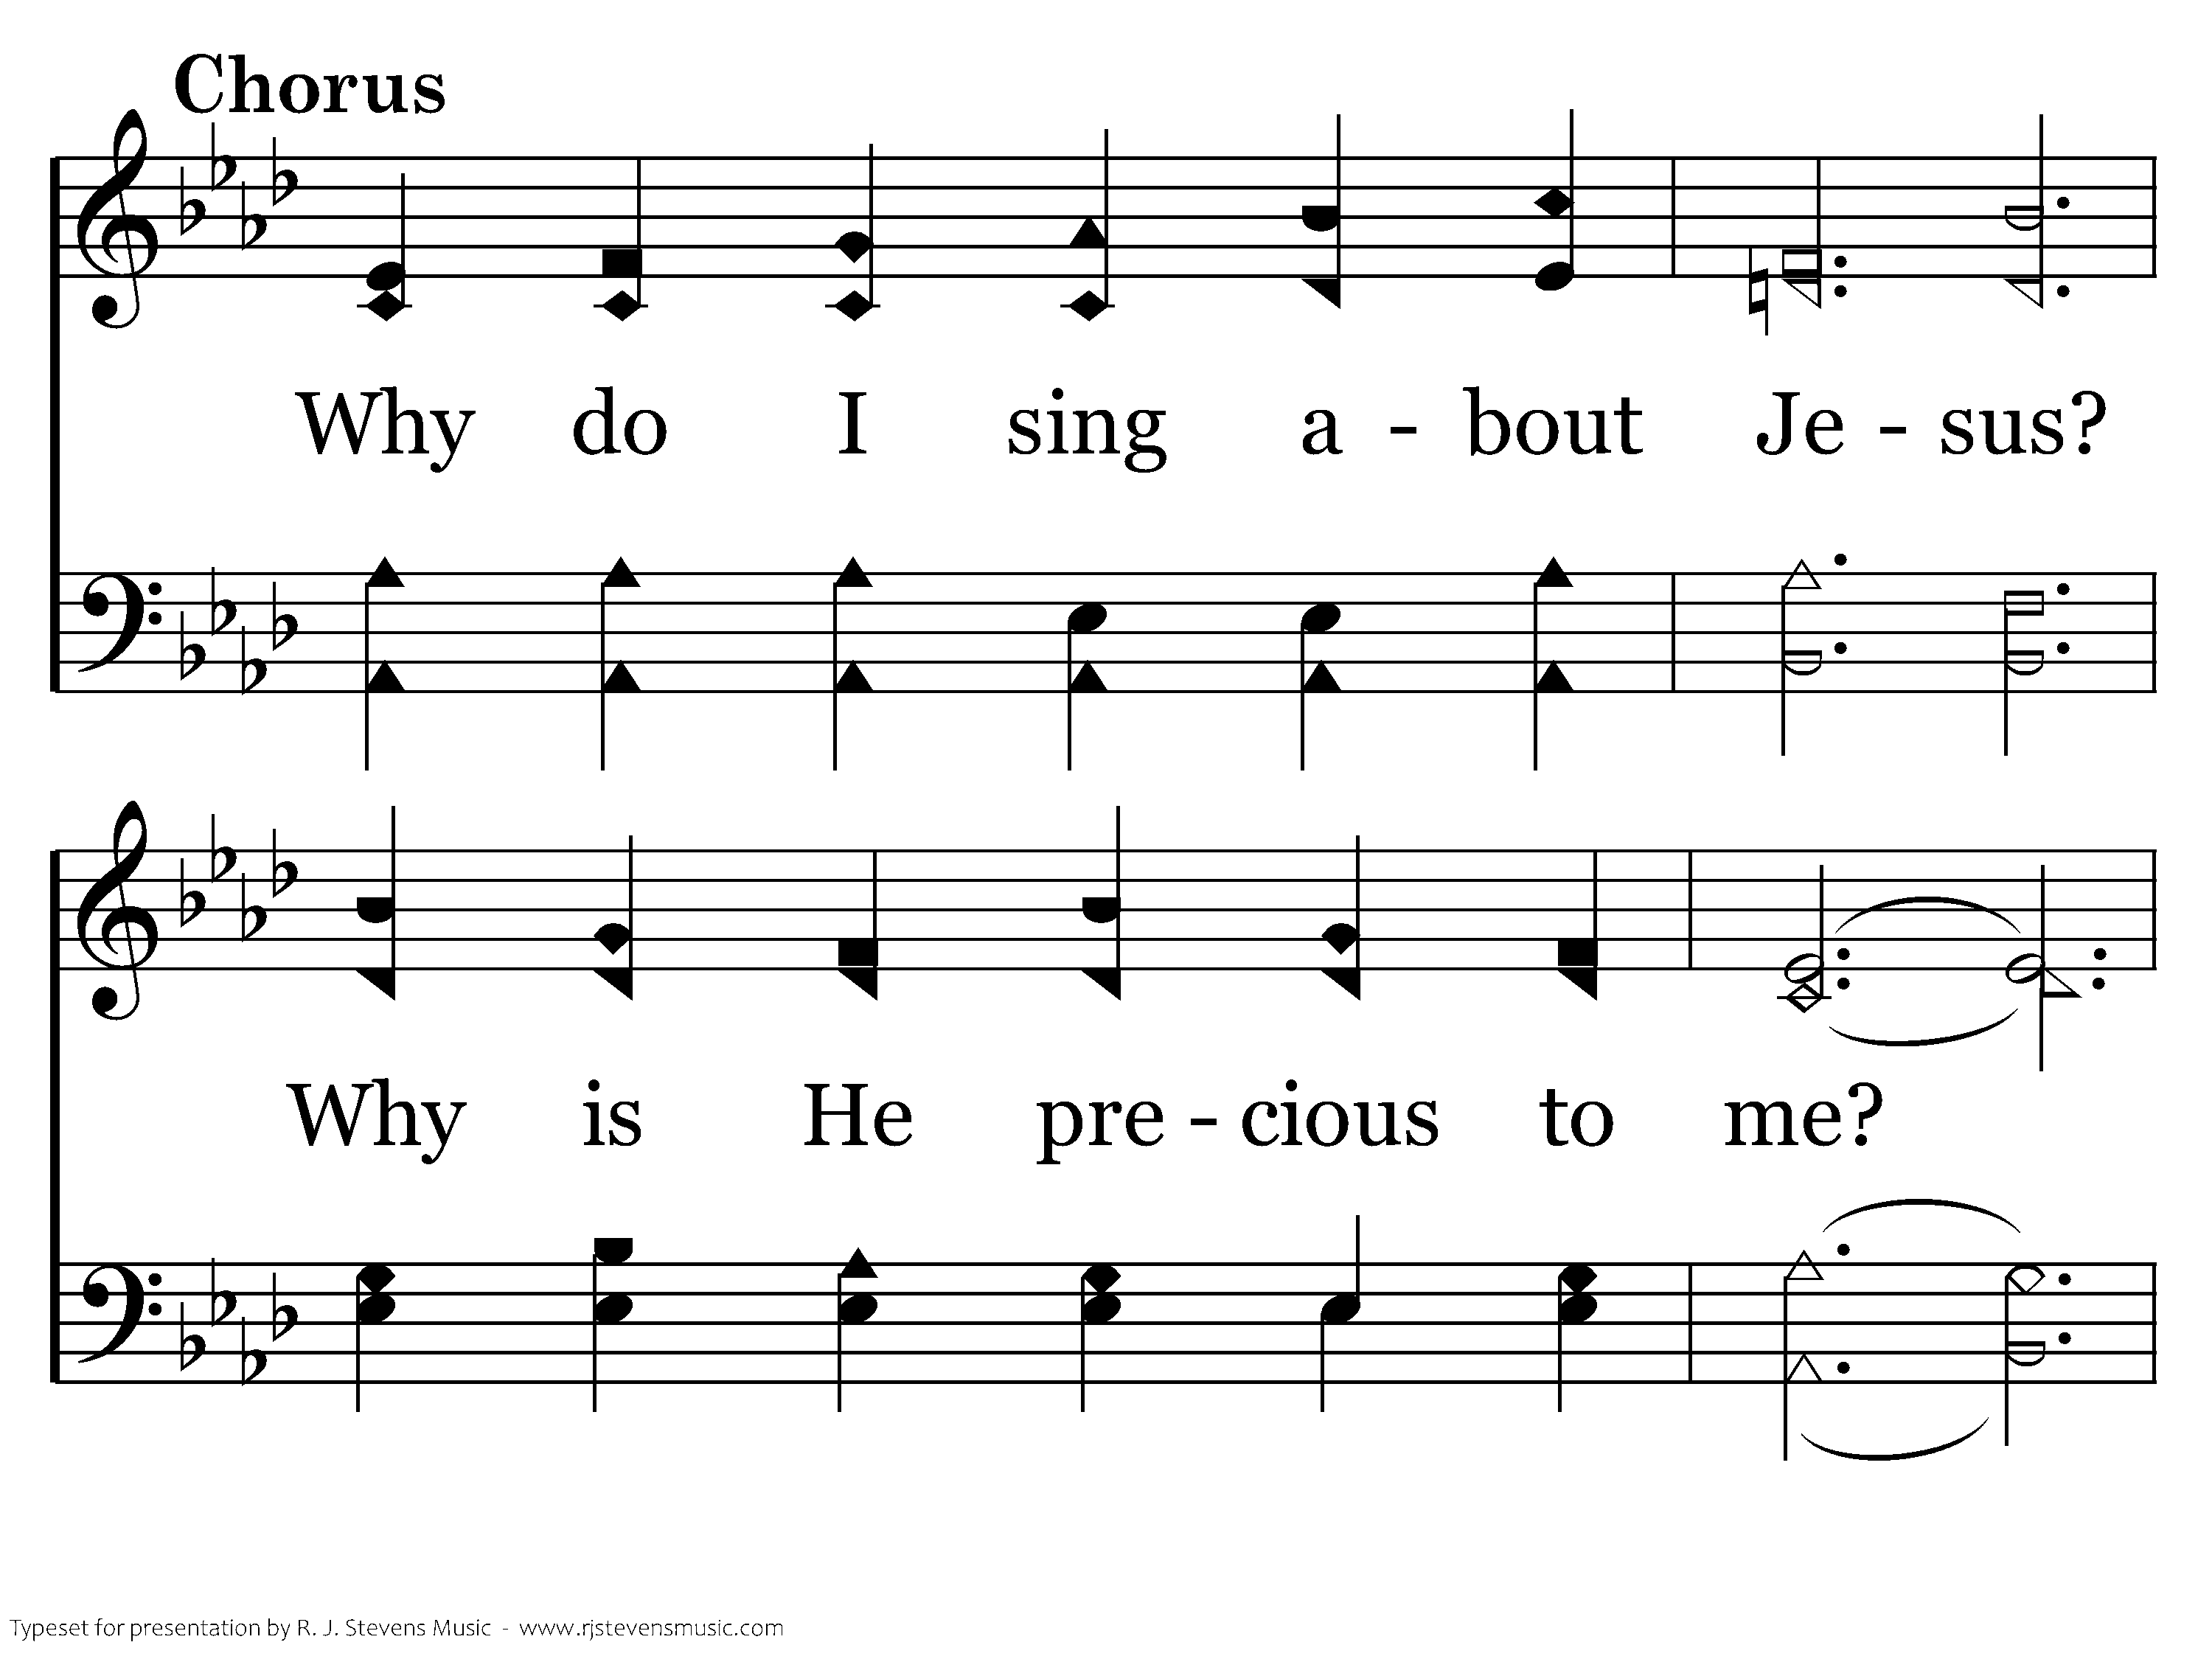 Chorus
Why do I sing a - bout Je - sus?
Why is He pre - cious to me?
Typeset for presentation by R. J. Stevens Music - www.rjstevensmusic.com